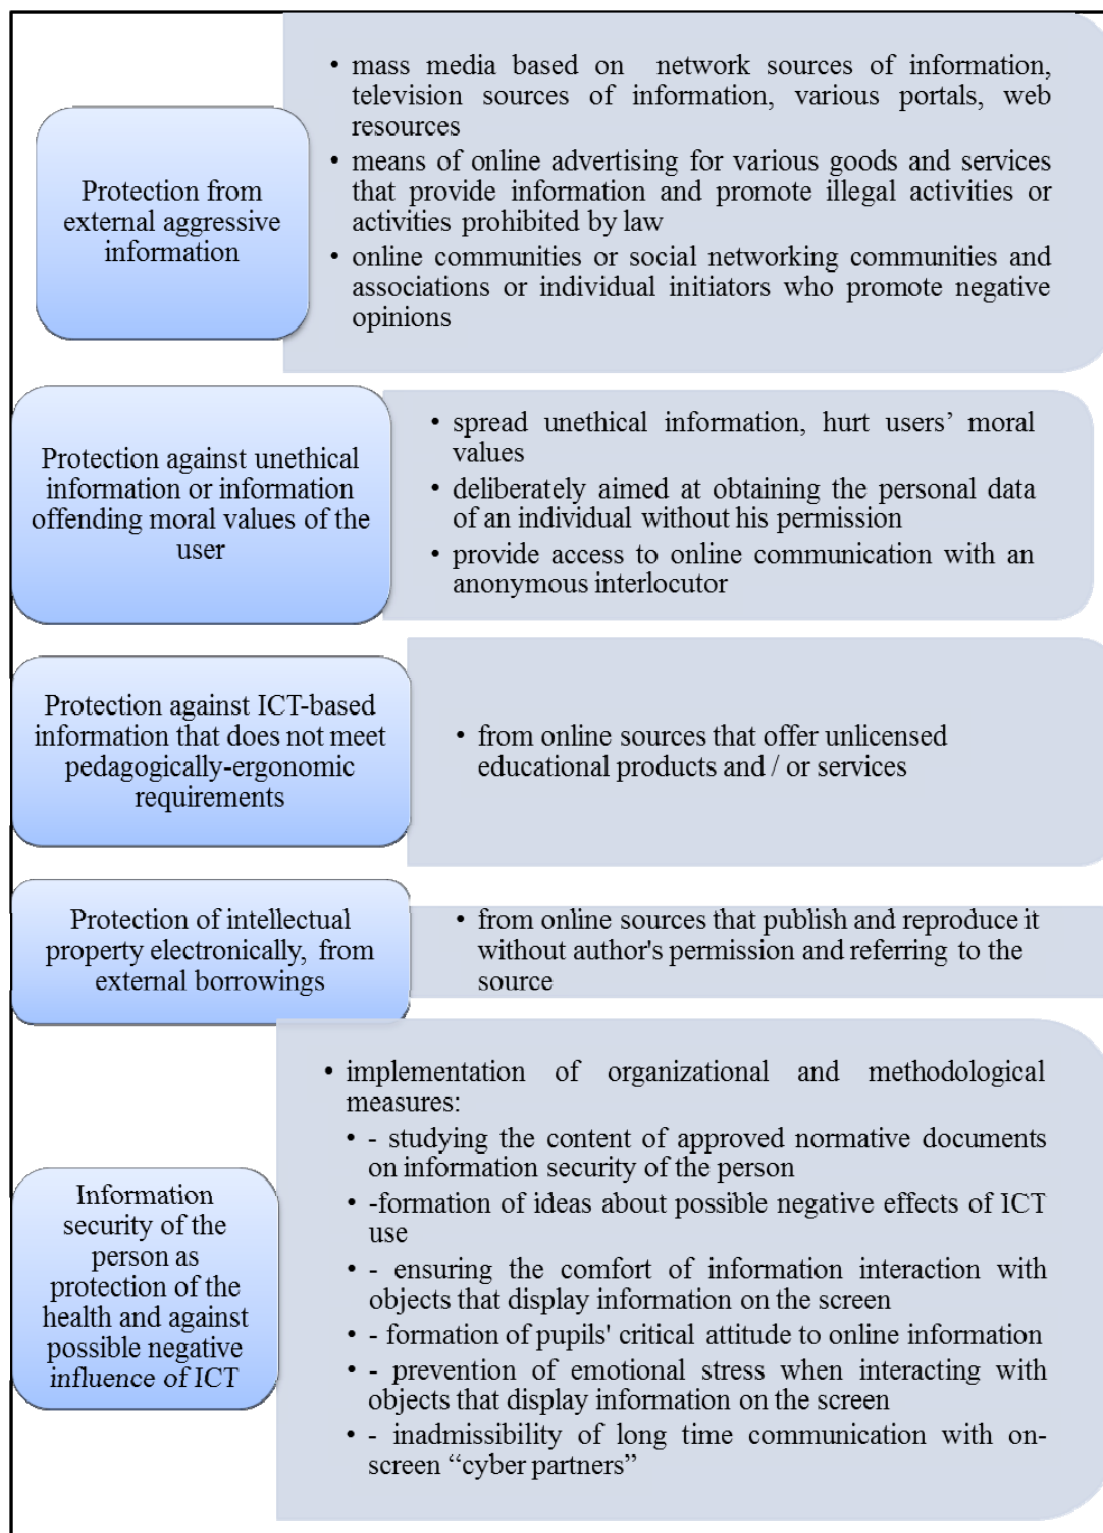 Protection from
external aggressive
information
• mass media based on network sources of information,
television sources of information, various portals, web
resources
• means of online advertising for various goods and services
that provide information and promote illegal activities or
activities prohibited by law
• online communities or social networking communities and
associations or individual initiators who promote negative
opinions
Protection against unethical
information or information
offending moral values of the
user
• spread unethical information, hurt users’ moral
values
• deliberately aimed at obtaining the personal data
of an individual without his permission
• provide access to online communication with an
anonymous interlocutor
Protection against ICT-based
information that does not meet
pedagogically-ergonomic
requirements
• from online sources that offer unlicensed
educational products and / or services
Protection of intellectual
property electronically, from
external borrowings
• from online sources that publish and reproduce it
without author's permission and referring to the
source
Information
security of the
person as
protection of the
health and against
possible negative
influence of ICT
• implementation of organizational and methodological
measures:
• - studying the content of approved normative documents
on information security of the person
• -formation of ideas about possible negative effects of ICT
use
• - ensuring the comfort of information interaction with
objects that display information on the screen
• - formation of pupils' critical attitude to online information
• - prevention of emotional stress when interacting with
objects that display information on the screen
• - inadmissibility of long time communication with on-
screen “cyber partners”